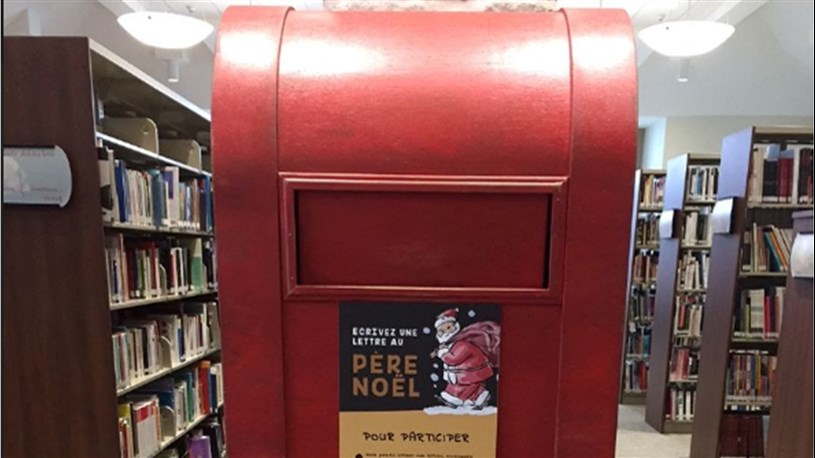 ECRIVEZ UNE
LETTRE AU
PÈRE
NOËL
POUR PARTICIPER